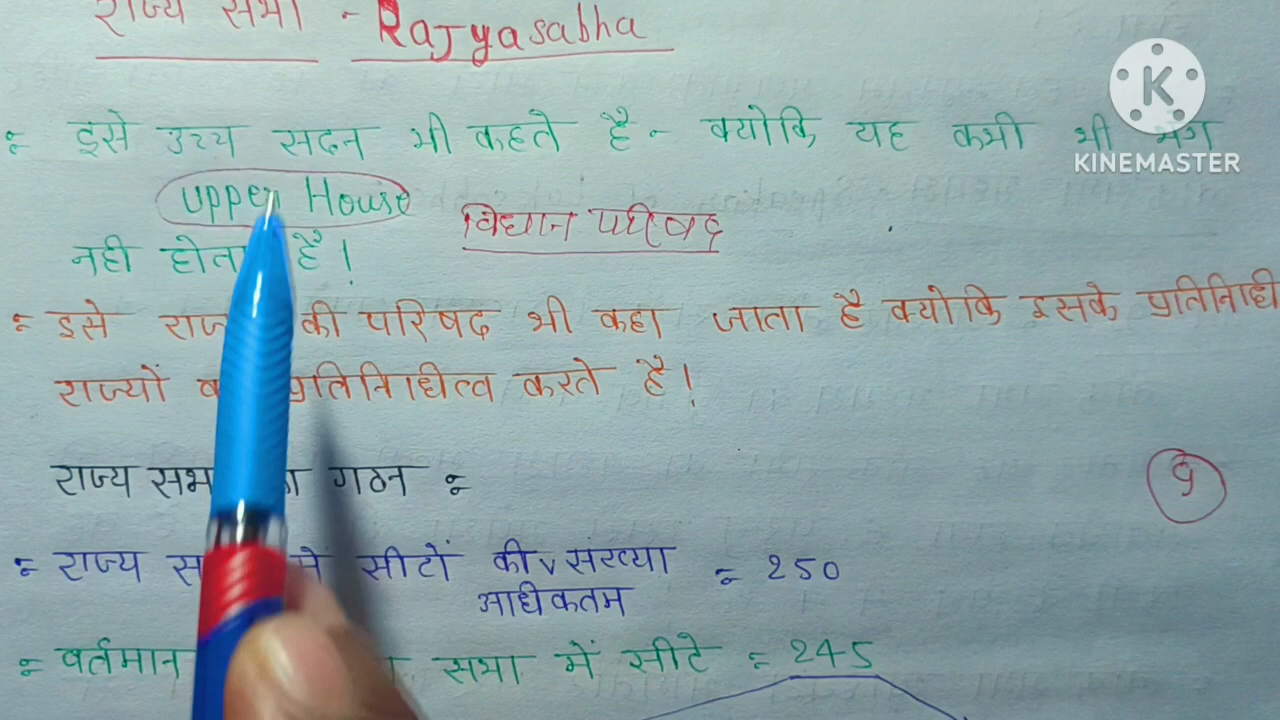 राज्य सभा - Rajyasabha
इसे उच्च सदन भी कहते है - क्योकि यह कभी भी भंग
Upper House
विधान परिषद
नही होता है।
इसे की परिषद भी कहा जाता है क्योकि इसके प्रतिनिधी
राज्यों प्रतिनिधीत्व करते है।
राज्य सभा का गठन :
राज्य में सीटों की संख्या = 250
अधिकतम
वर्तमान सभा में सीटे = 245
K
KINEMASTER